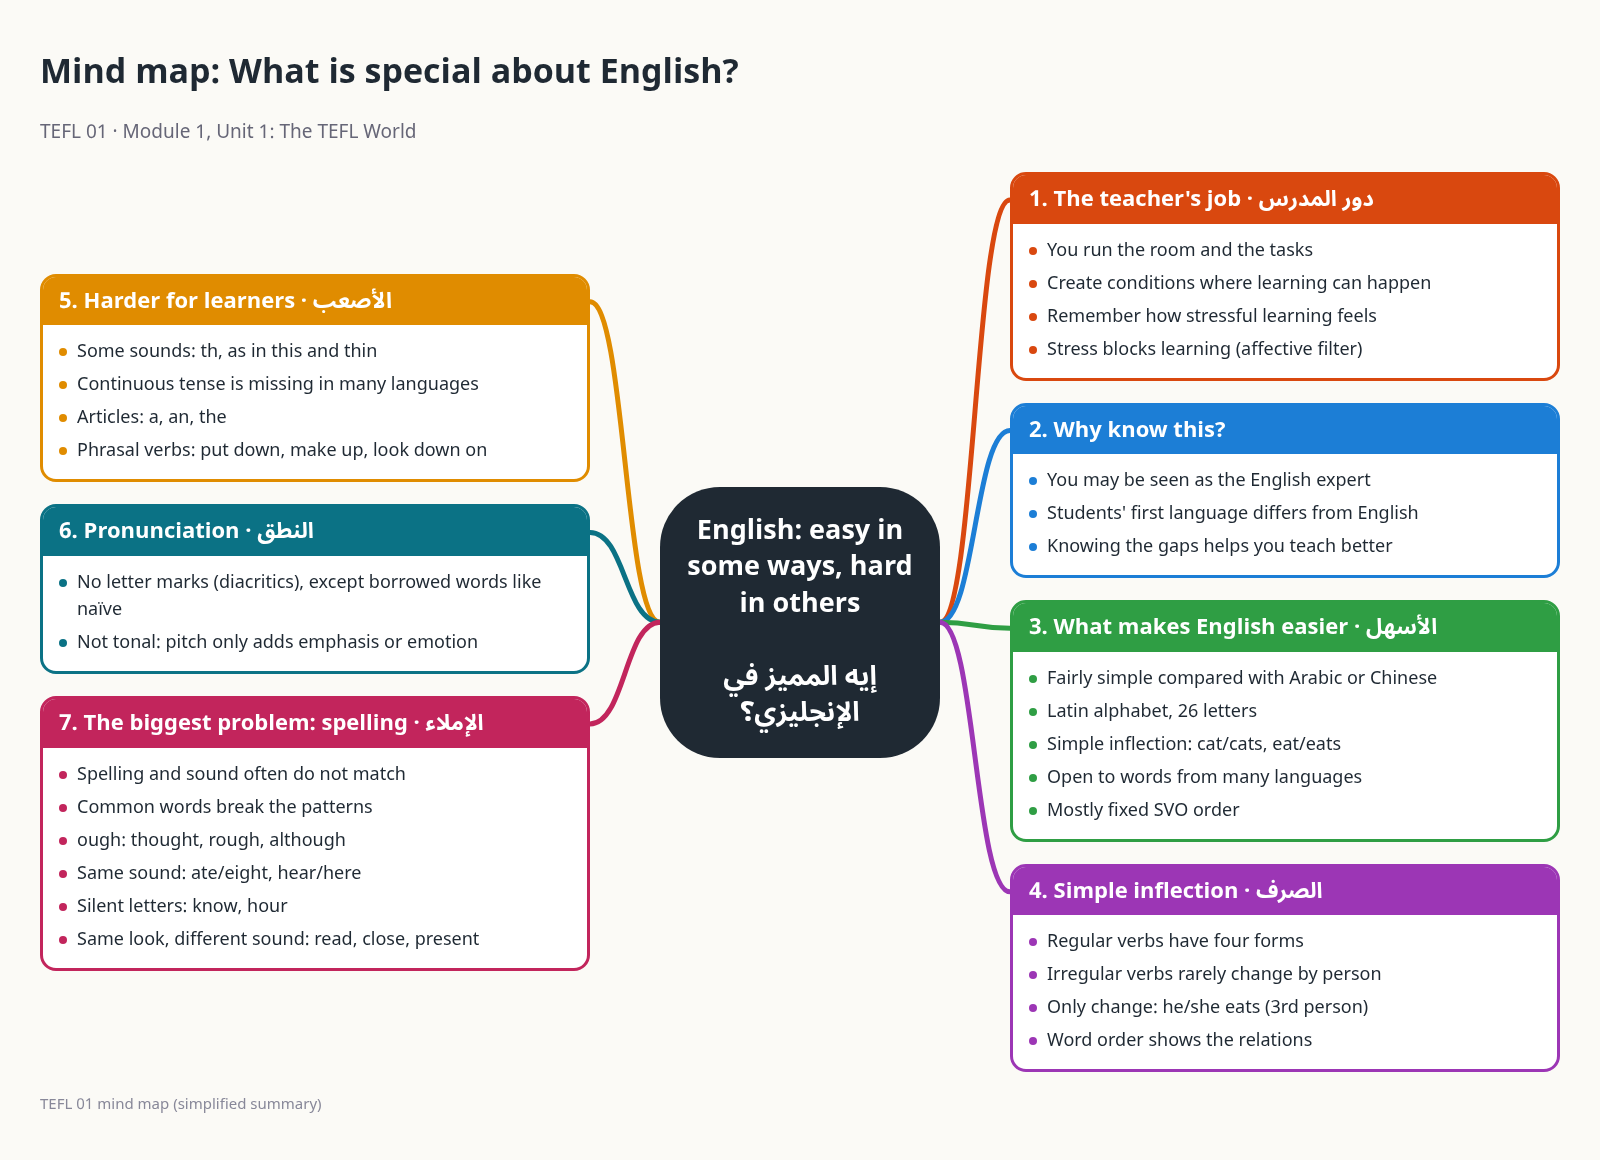 Mind map: What is special about English?
TEFL 01 · Module 1, Unit 1: The TEFL World
English: easy in
some ways, hard
in others
إيه المميز في
الإنجليزي؟
1. The teacher's job · دور المدرس
You run the room and the tasks
Create conditions where learning can happen
Remember how stressful learning feels
Stress blocks learning (affective filter)
2. Why know this?
You may be seen as the English expert
Students' first language differs from English
Knowing the gaps helps you teach better
3. What makes English easier · الأسهل
Fairly simple compared with Arabic or Chinese
Latin alphabet, 26 letters
Simple inflection: cat/cats, eat/eats
Open to words from many languages
Mostly fixed SVO order
4. Simple inflection · الصرف
Regular verbs have four forms
Irregular verbs rarely change by person
Only change: he/she eats (3rd person)
Word order shows the relations
5. Harder for learners · الأصعب
Some sounds: th, as in this and thin
Continuous tense is missing in many languages
Articles: a, an, the
Phrasal verbs: put down, make up, look down on
6. Pronunciation · النطق
No letter marks (diacritics), except borrowed words like
naïve
Not tonal: pitch only adds emphasis or emotion
7. The biggest problem: spelling · الإملاء
Spelling and sound often do not match
Common words break the patterns
ough: thought, rough, although
Same sound: ate/eight, hear/here
Silent letters: know, hour
Same look, different sound: read, close, present
TEFL 01 mind map (simplified summary)